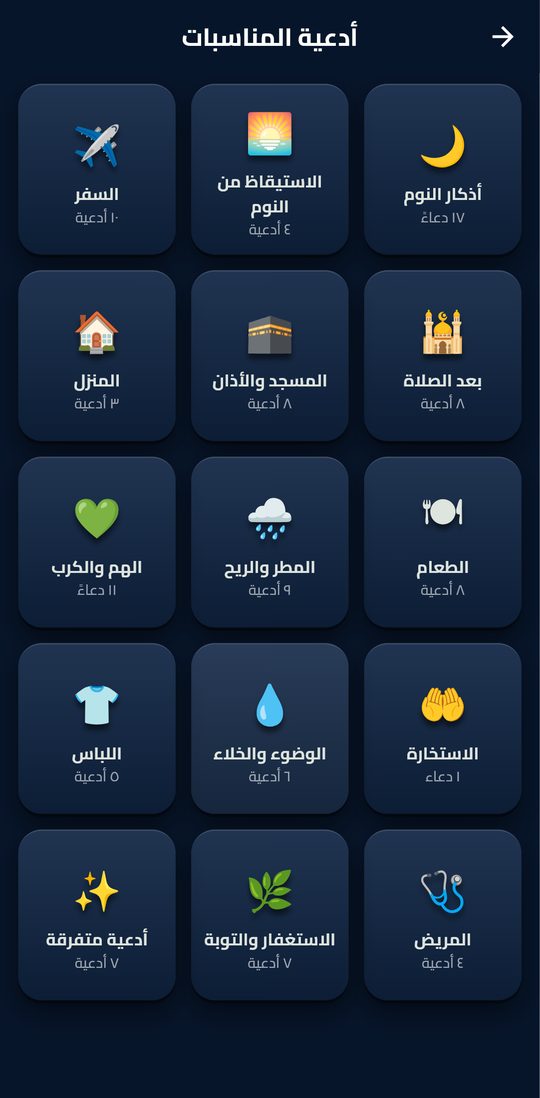 أدعية المناسبات
أذكار النوم
١٧ دعاءً
الاستيقاظ من
النوم
٤ أدعية
السفر
١٠ أدعية
بعد الصلاة
٨ أدعية
المسجد والأذان
٨ أدعية
المنزل
٣ أدعية
الطعام
٨ أدعية
المطر والريح
٩ أدعية
الهم والكرب
١١ دعاءً
الاستخارة
١ دعاء
الوضوء والخلاء
٦ أدعية
اللباس
٥ أدعية
المريض
٤ أدعية
الاستغفار والتوبة
٧ أدعية
أدعية متفرقة
٧ أدعية